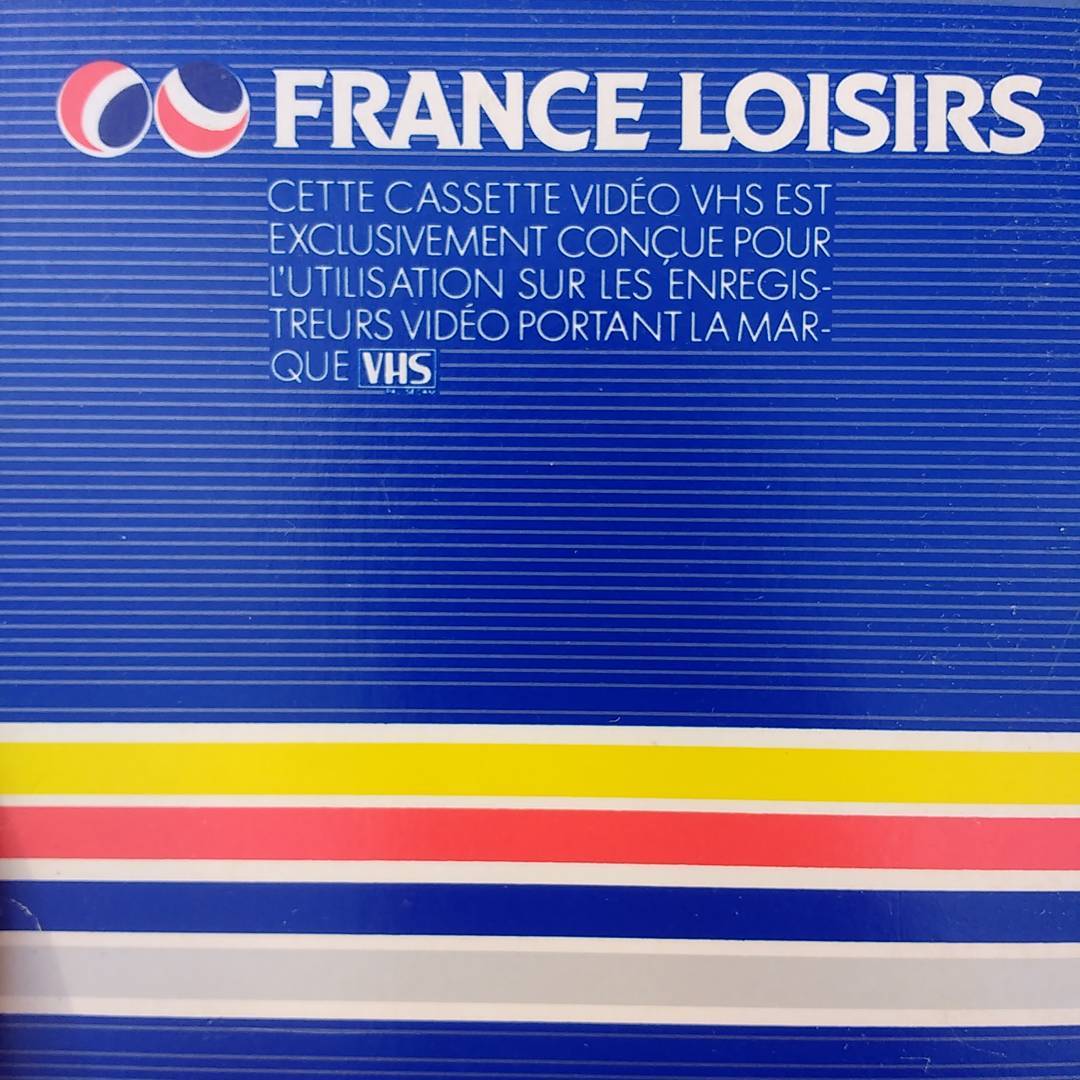 FRANCE LOISIRS
CETTE CASSETTE VIDÉO VHS EST
EXCLUSIVEMENT CONÇUE POUR
L'UTILISATION SUR LES ENREGIS-
TREURS VIDÉO PORTANT LA MAR-
QUE VHS